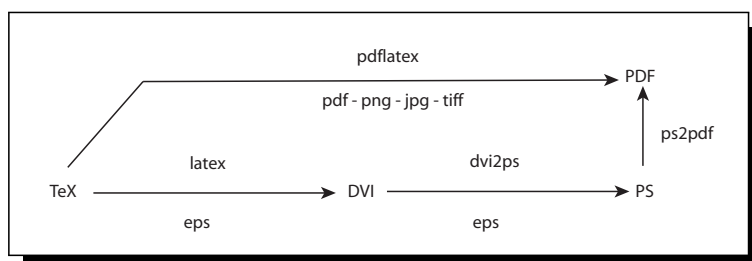 pdflatex
PDF
pdf - png - jpg - tiff
ps2pdf
latex
dvi2ps
TeX
DVI
PS
eps
eps